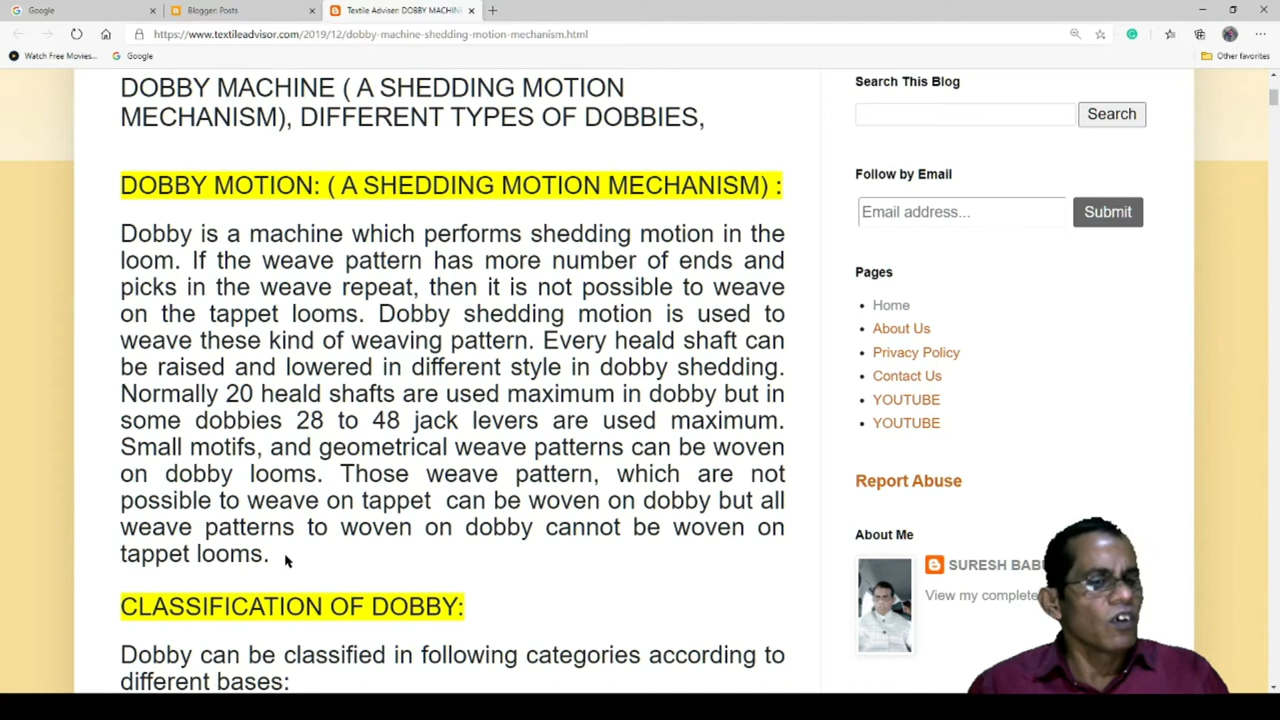 Google
Blogger: Posts
Textile Adviser: DOBBY MACHIN
https://www.textileadvisor.com/2019/12/dobby-machine-shedding-motion-mechanism.html
Watch Free Movies...
Google
Other favorites
DOBBY MACHINE ( A SHEDDING MOTION
MECHANISM), DIFFERENT TYPES OF DOBBIES,
DOBBY MOTION: ( A SHEDDING MOTION MECHANISM) :
Dobby is a machine which performs shedding motion in the
loom. If the weave pattern has more number of ends and
picks in the weave repeat, then it is not possible to weave
on the tappet looms. Dobby shedding motion is used to
weave these kind of weaving pattern. Every heald shaft can
be raised and lowered in different style in dobby shedding.
Normally 20 heald shafts are used maximum in dobby but in
some dobbies 28 to 48 jack levers are used maximum.
Small motifs, and geometrical weave patterns can be woven
on dobby looms. Those weave pattern, which are not
possible to weave on tappet can be woven on dobby but all
weave patterns to woven on dobby cannot be woven on
tappet looms.
CLASSIFICATION OF DOBBY:
Dobby can be classified in following categories according to
different bases:
Search This Blog
Search
Follow by Email
Email address...
Submit
Pages
Home
About Us
Privacy Policy
Contact Us
YOUTUBE
YOUTUBE
Report Abuse
About Me
SURESH BAB
View my complete